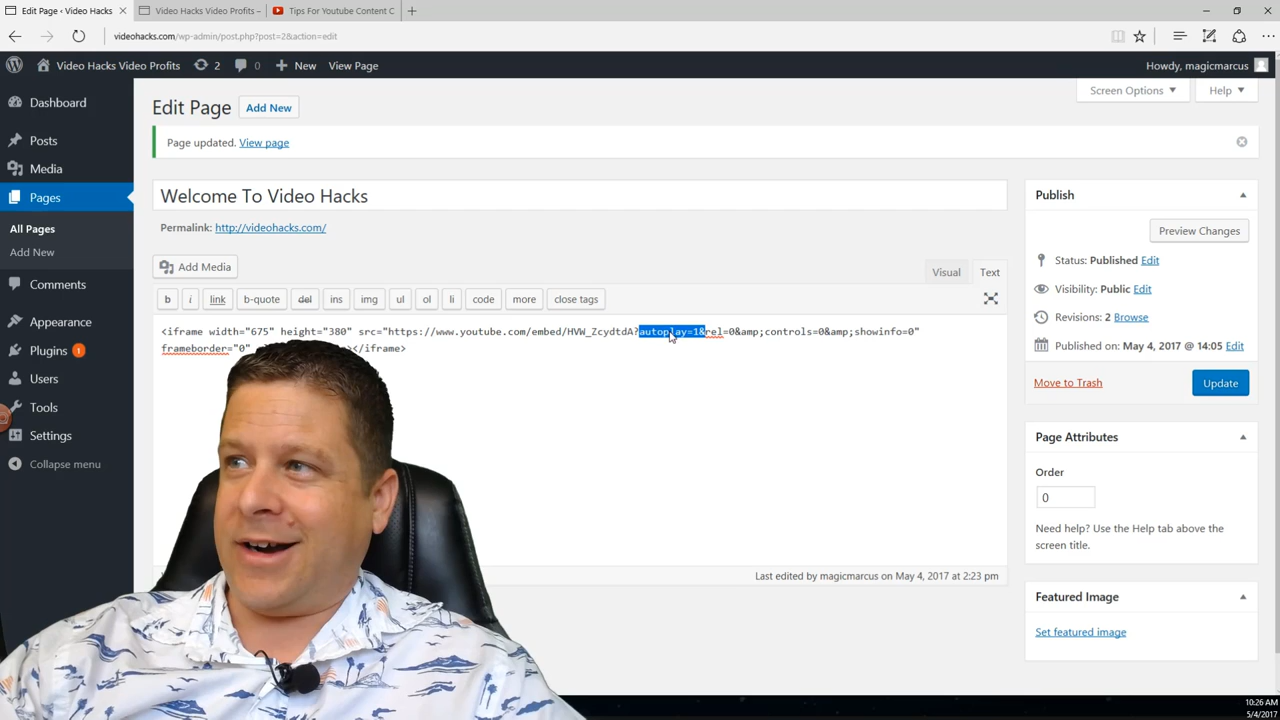 Edit Page ‹ Video Hacks
Video Hacks Video Profits –
Tips For Youtube Content C
videohacks.com/wp-admin/post.php?post=2&action=edit
Video Hacks Video Profits
2
0
New
View Page
Howdy, magicmarcus
Dashboard
Posts
Media
Pages
All Pages
Add New
Comments
Appearance
Plugins 1
Users
Tools
Settings
Collapse menu
Screen Options
Help
Edit Page
Add New
Page updated. View page
Welcome To Video Hacks
Permalink: http://videohacks.com/
Add Media
Visual
Text
b
i
link
b-quote
del
ins
img
ul
ol
li
code
more
close tags
<iframe width="675" height="380" src="https://www.youtube.com/embed/HVW_ZcydtdA?autoplay=1&rel=0&amp;controls=0&amp;showinfo=0"
frameborder="0" ></iframe>
Last edited by magicmarcus on May 4, 2017 at 2:23 pm
Publish
Preview Changes
Status: Published Edit
Visibility: Public Edit
Revisions: 2 Browse
Published on: May 4, 2017 @ 14:05 Edit
Move to Trash
Update
Page Attributes
Order
0
Need help? Use the Help tab above the
screen title.
Featured Image
Set featured image
10:26 AM
5/4/2017